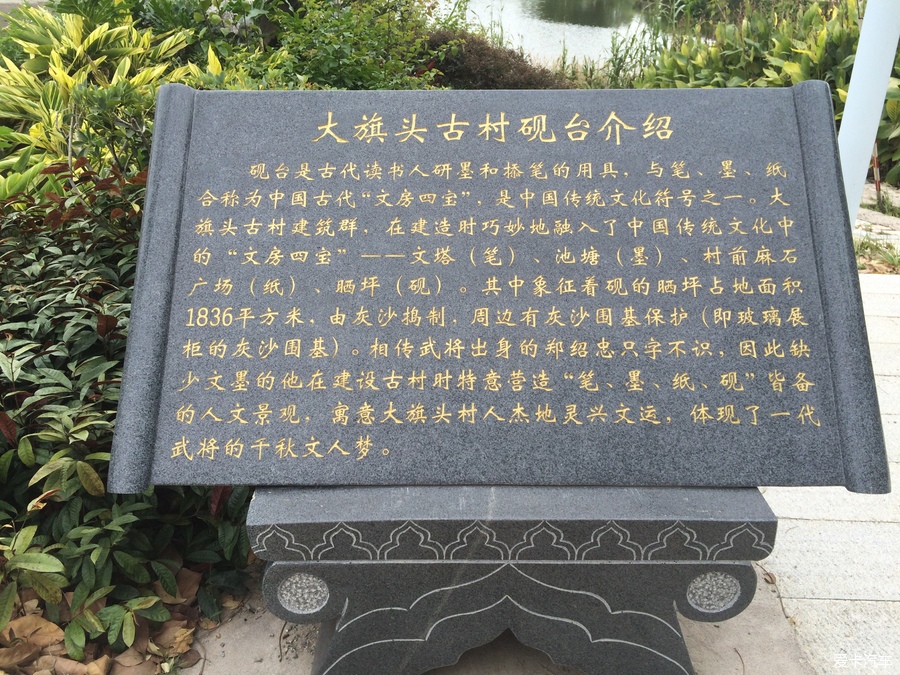 大旗头古村砚台介绍
砚台是古代读书人研墨和搽笔的用具，与笔、墨、纸
合称为中国古代“文房四宝”，是中国传统文化符号之一。大
旗头古村建筑群，在建造时巧妙地融入了中国传统文化中
的“文房四宝”——文塔（笔）、池塘（墨）、村前麻石
广场（纸）、晒坪（砚）。其中象征着砚的晒坪占地面积
1836平方米，由灰沙捣制，周边有灰沙围基保护（即玻璃展
柜的灰沙围基）。相传武将出身的郑绍忠只字不识，因此缺
少文墨的他在建设古村时特意营造“笔、墨、纸、砚”皆备
的人文景观，寓意大旗头村人杰地灵兴文运，体现了一代
武将的千秋文人梦。
爱卡汽车